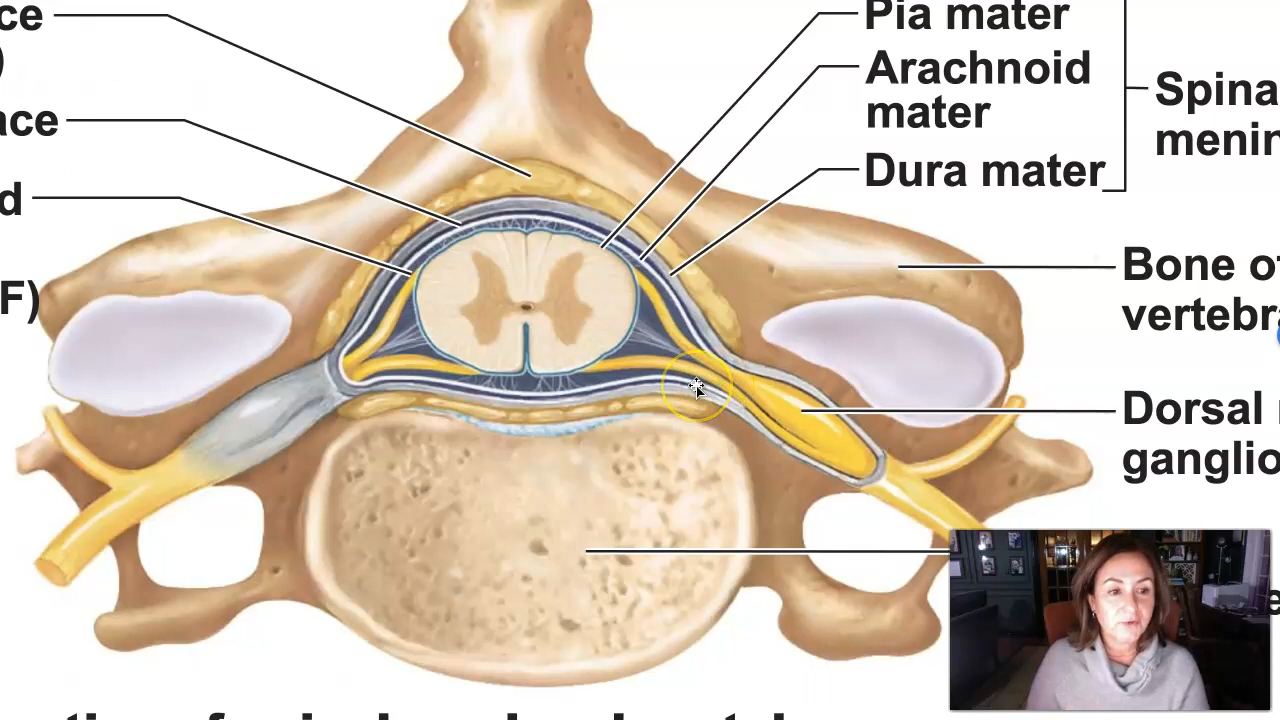 ce
)
ace
d
F)
Pia mater
Arachnoid
mater
Dura mater
Spina
menin
Bone of
vertebra
Dorsal r
ganglio